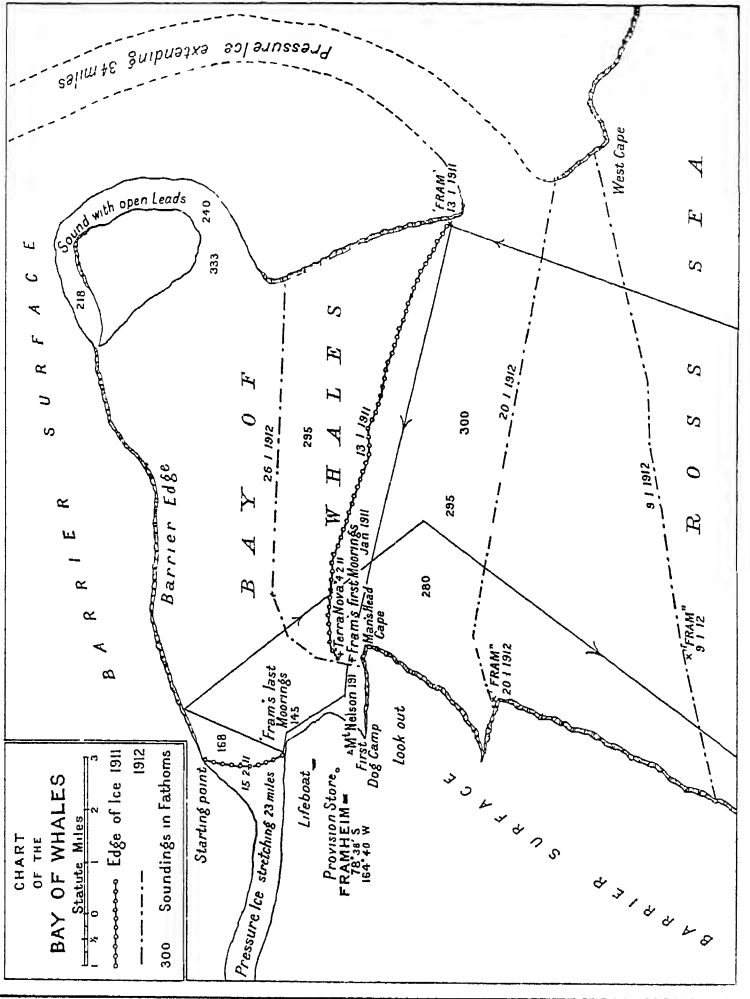 CHART
OF THE
BAY OF WHALES
Statute Miles
1 ½ 0 1 2 3
Edge of Ice 1911
1912
300 Soundings in Fathoms
Pressure Ice extending 34 miles
BARRIER SURFACE
Sound with open Leads
218
240
333
"FRAM"
13 1 1911
West Cape
Barrier Edge
BAY OF
WHALES
26 1 1912
295
13 1 1911
300
20 1 1912
ROSS SEA
9 1 1912
295
280
Starting point
168
15 2 11
"Fram's last
Moorings
145
Terra Nova" 4 2 11
"Fram's first Moorings
Jan 1911
Man's Head
Cape
Pressure Ice stretching 23 miles
Lifeboat
Mt Nelson 191
First
Dog Camp
Look out
Provision Store
FRAMHEIM
78° 38' S
164° 40 W
"FRAM"
20 1 1912
"FRAM"
9 1 12
BARRIER SURFACE